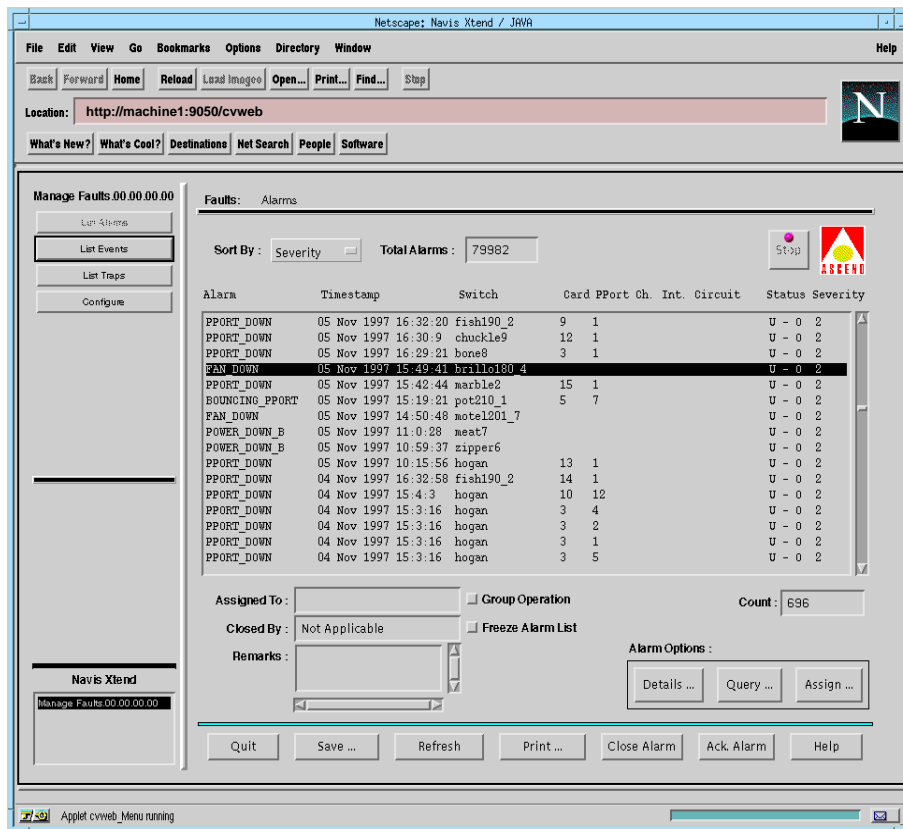 Netscape: Navis Xtend / JAVA
File Edit View Go Bookmarks Options Directory Window Help
Back Forward Home Reload Load Images Open... Print... Find... Stop
Location: http://machine1:9050/cvweb
N
What's New? What's Cool? Destinations Net Search People Software
Manage Faults.00.00.00.00
List Alarms
List Events
List Traps
Configure
Faults: Alarms
Sort By : Severity Total Alarms : 79982 Stop
ASCEND
Alarm Timestamp Switch Card PPort Ch. Int. Circuit Status Severity
PPORT_DOWN 05 Nov 1997 16:32:20 fish190_2 9 1 U - 0 2
PPORT_DOWN 05 Nov 1997 16:30:9 chuckle9 12 1 U - 0 2
PPORT_DOWN 05 Nov 1997 16:29:21 bone8 3 1 U - 0 2
FAN_DOWN 05 Nov 1997 15:49:41 brillo180_4 U - 0 2
PPORT_DOWN 05 Nov 1997 15:42:44 marble2 15 1 U - 0 2
BOUNCING_PPORT 05 Nov 1997 15:19:21 pot210_1 5 7 U - 0 2
FAN_DOWN 05 Nov 1997 14:50:48 motel201_7 U - 0 2
POWER_DOWN_B 05 Nov 1997 11:0:28 meat7 U - 0 2
POWER_DOWN_B 05 Nov 1997 10:59:37 zipper6 U - 0 2
PPORT_DOWN 05 Nov 1997 10:15:56 hogan 13 1 U - 0 2
PPORT_DOWN 04 Nov 1997 16:32:58 fish190_2 14 1 U - 0 2
PPORT_DOWN 04 Nov 1997 15:4:3 hogan 10 12 U - 0 2
PPORT_DOWN 04 Nov 1997 15:3:16 hogan 3 4 U - 0 2
PPORT_DOWN 04 Nov 1997 15:3:16 hogan 3 2 U - 0 2
PPORT_DOWN 04 Nov 1997 15:3:16 hogan 3 1 U - 0 2
PPORT_DOWN 04 Nov 1997 15:3:16 hogan 3 5 U - 0 2
Assigned To : Group Operation Count : 696
Closed By : Not Applicable Freeze Alarm List
Remarks : Alarm Options :
Details ... Query ... Assign ...
Navis Xtend
Manage Faults.00.00.00.00
Quit Save ... Refresh Print ... Close Alarm Ack. Alarm Help
Applet cvweb_Menu running